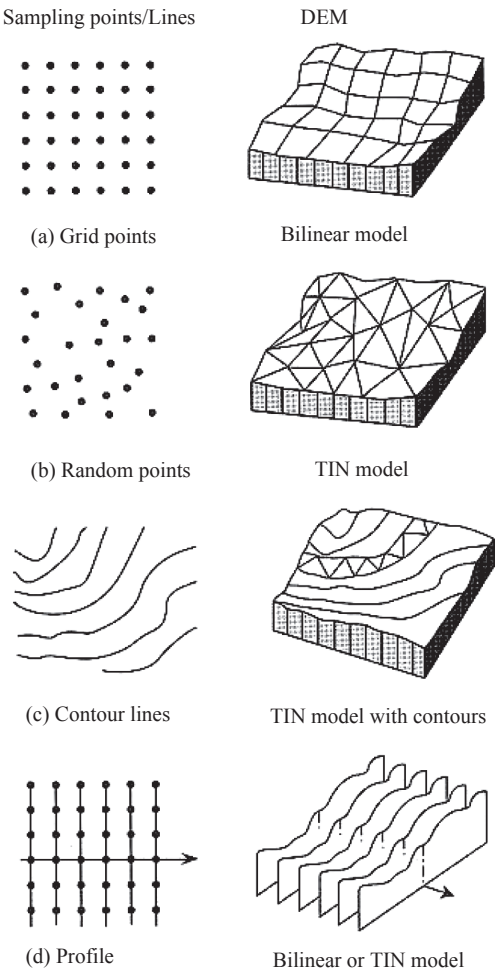 Sampling points/Lines DEM
(a) Grid points Bilinear model
(b) Random points TIN model
(c) Contour lines TIN model with contours
(d) Profile Bilinear or TIN model